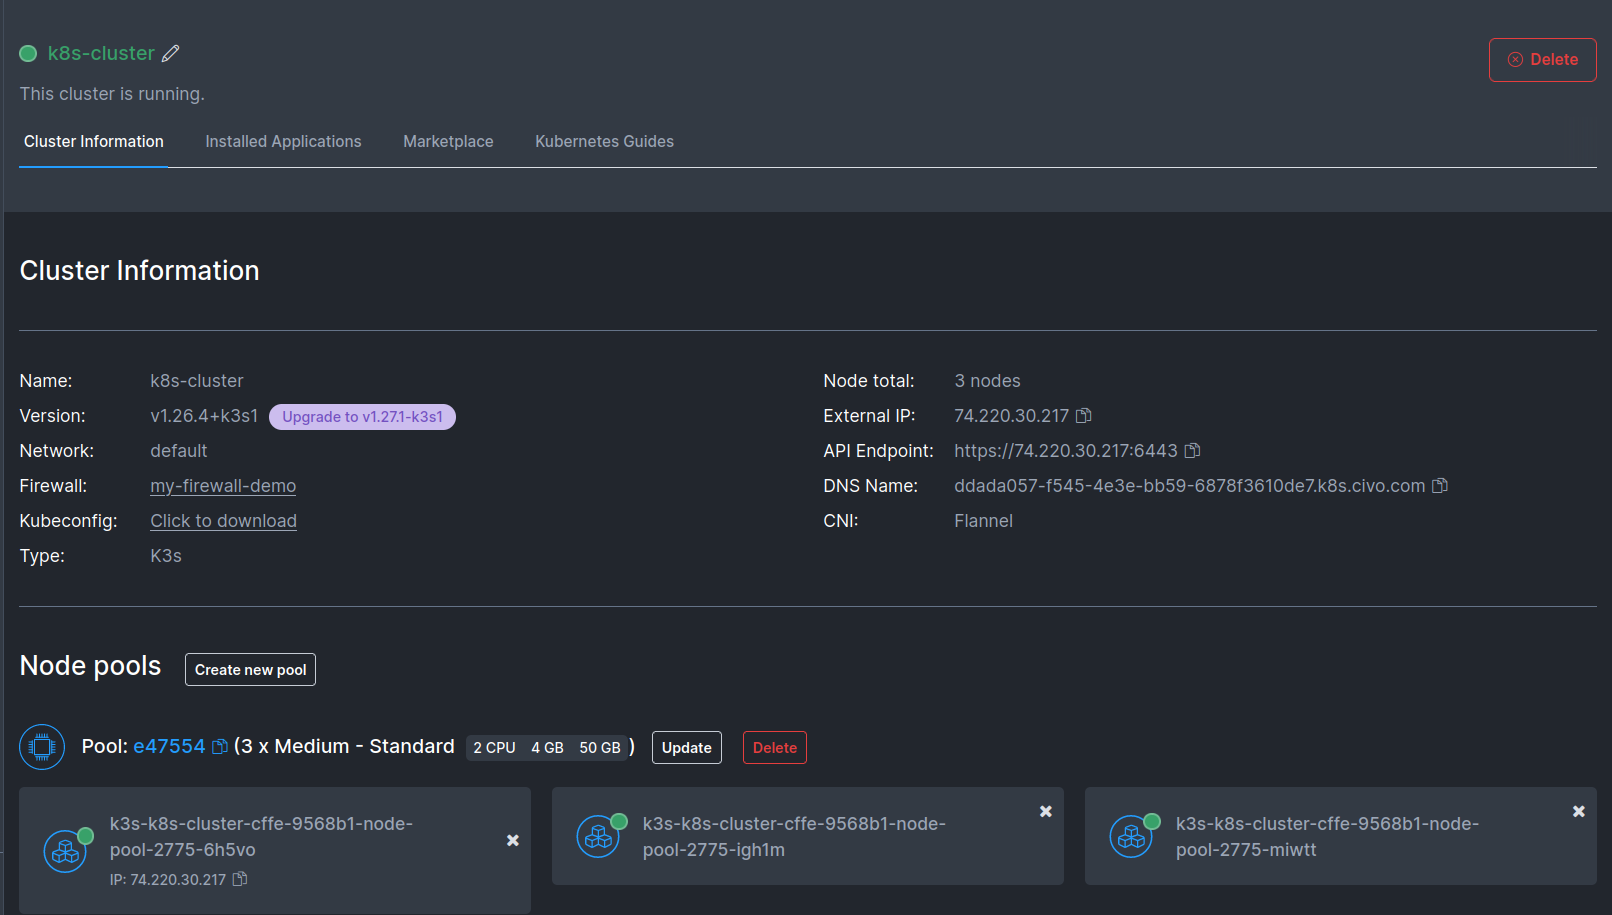 k8s-cluster
Delete
This cluster is running.
Cluster Information Installed Applications Marketplace Kubernetes Guides
Cluster Information
Name: k8s-cluster
Version: v1.26.4+k3s1 Upgrade to v1.27.1-k3s1
Network: default
Firewall: my-firewall-demo
Kubeconfig: Click to download
Type: K3s
Node total: 3 nodes
External IP: 74.220.30.217
API Endpoint: https://74.220.30.217:6443
DNS Name: ddada057-f545-4e3e-bb59-6878f3610de7.k8s.civo.com
CNI: Flannel
Node pools Create new pool
Pool: e47554 (3 x Medium - Standard 2 CPU 4 GB 50 GB ) Update Delete
k3s-k8s-cluster-cffe-9568b1-node-
pool-2775-6h5vo
IP: 74.220.30.217
k3s-k8s-cluster-cffe-9568b1-node-
pool-2775-igh1m
k3s-k8s-cluster-cffe-9568b1-node-
pool-2775-miwtt